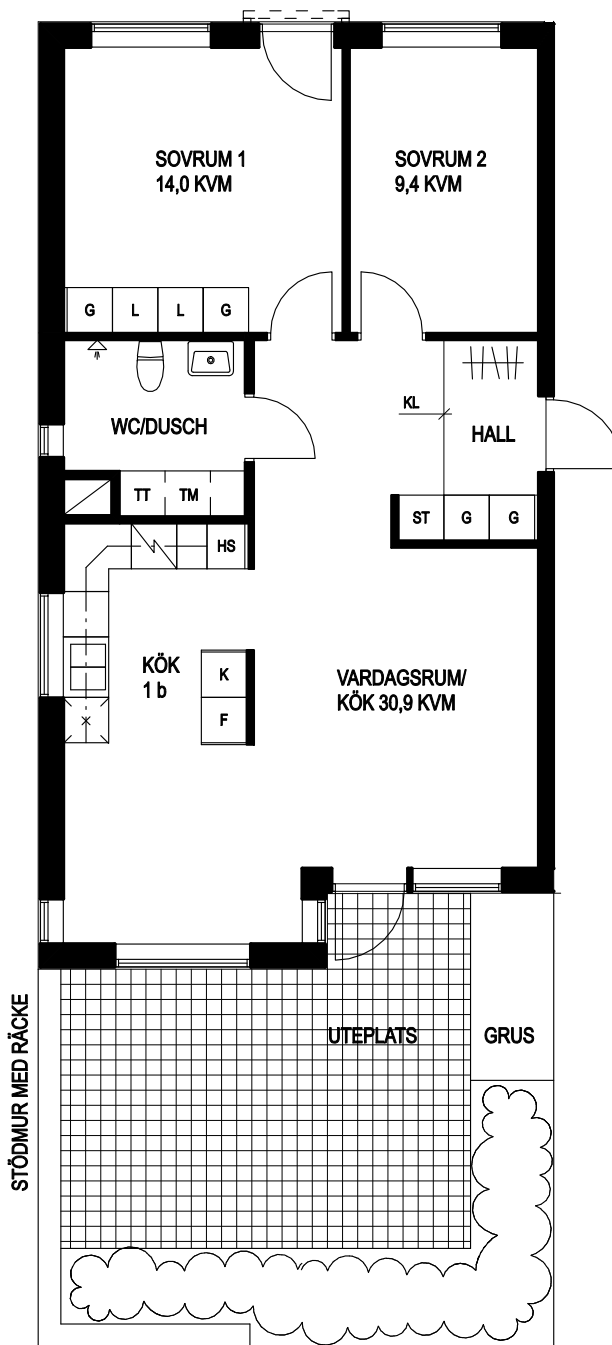 SOVRUM 1
14,0 KVM
SOVRUM 2
9,4 KVM
G
L
L
G
WC/DUSCH
KL
HALL
TT
TM
ST
G
G
HS
KÖK
1 b
K
F
VARDAGSRUM/
KÖK 30,9 KVM
UTEPLATS
GRUS
STÖDMUR MED RÄCKE